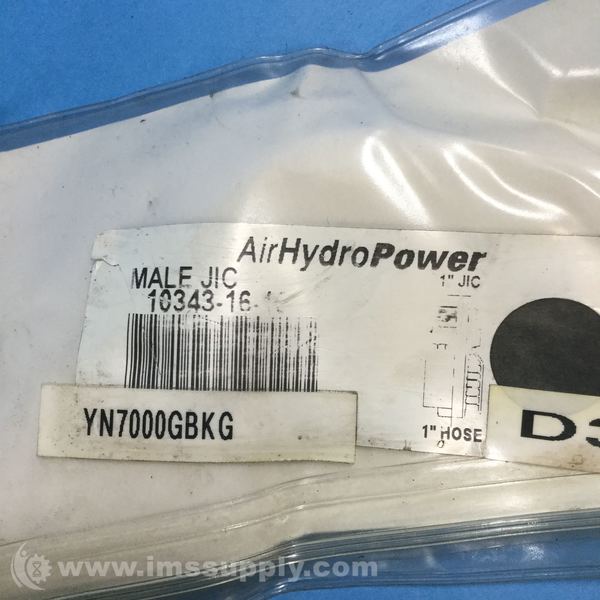 AirHydroPower
MALE JIC
1" JIC
10343-16-
YN7000GBKG
1" HOSE
D3
www.imssupply.com